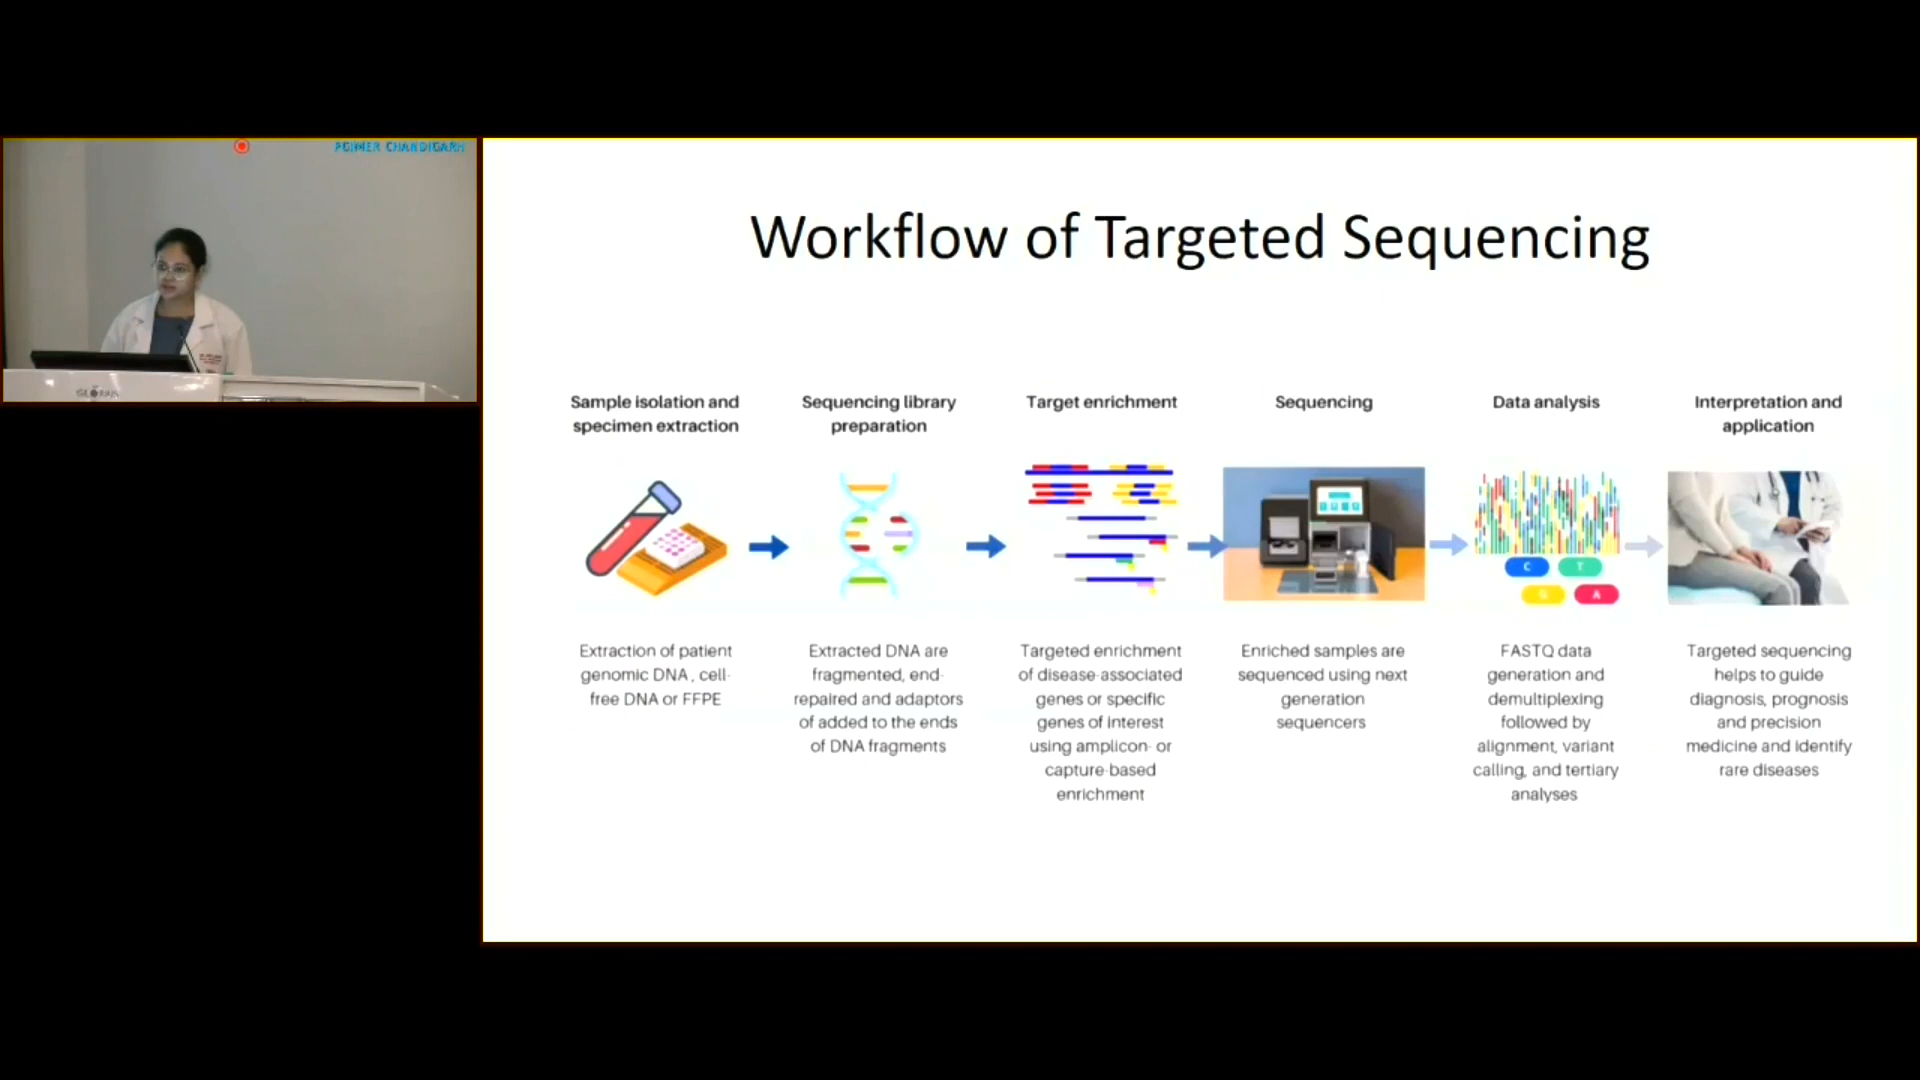 PGIMER CHANDIGARH
Workflow of Targeted Sequencing
Sample isolation and
specimen extraction
Extraction of patient
genomic DNA , cell-
free DNA or FFPE
Sequencing library
preparation
Extracted DNA are
fragmented, end-
repaired and adaptors
of added to the ends
of DNA fragments
Target enrichment
Targeted enrichment
of disease-associated
genes or specific
genes of interest
using amplicon- or
capture-based
enrichment
Sequencing
Enriched samples are
sequenced using next
generation
sequencers
Data analysis
C T
G A
FASTQ data
generation and
demultiplexing
followed by
alignment, variant
calling, and tertiary
analyses
Interpretation and
application
Targeted sequencing
helps to guide
diagnosis, prognosis
and precision
medicine and identify
rare diseases